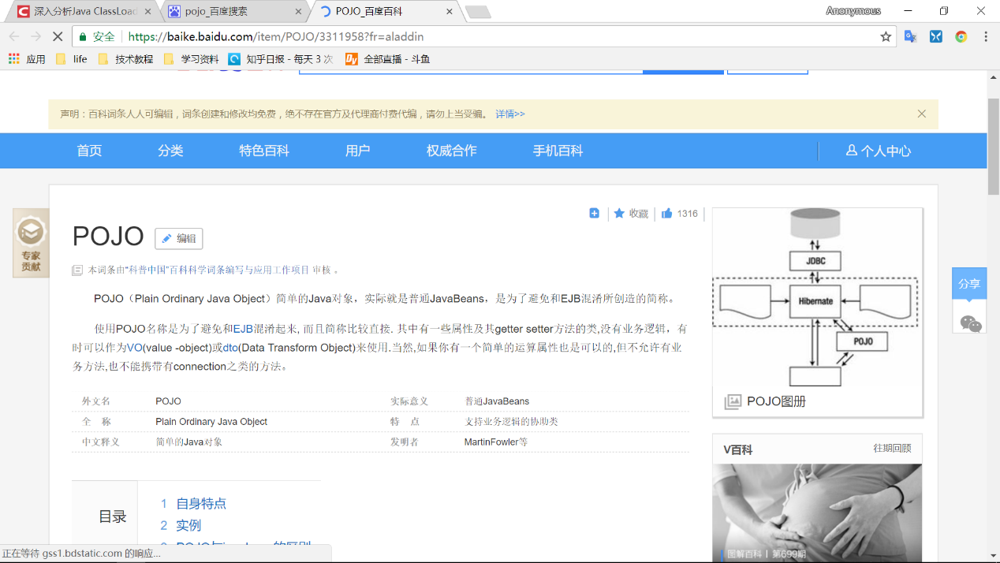 深入分析Java ClassLoad
pojo_百度搜索
POJO_百度百科
Anonymous
安全
https://baike.baidu.com/item/POJO/3311958?fr=aladdin
应用
life
技术教程
学习资料
知乎日报 - 每天 3 次
全部直播 - 斗鱼
声明：百科词条人人可编辑，词条创建和修改均免费，绝不存在官方及代理商付费代编，请勿上当受骗。 详情>>
首页
分类
特色百科
用户
权威合作
手机百科
个人中心
收藏
1316
POJO
编辑
专家
贡献
本词条由“科普中国”百科科学词条编写与应用工作项目 审核 。
POJO（Plain Ordinary Java Object）简单的Java对象，实际就是普通JavaBeans，是为了避免和EJB混淆所创造的简称。
使用POJO名称是为了避免和EJB混淆起来, 而且简称比较直接. 其中有一些属性及其getter setter方法的类,没有业务逻辑，有
时可以作为VO(value -object)或dto(Data Transform Object)来使用.当然,如果你有一个简单的运算属性也是可以的,但不允许有业
务方法,也不能携带有connection之类的方法。
外文名 POJO 实际意义 普通JavaBeans
全 称 Plain Ordinary Java Object 特 点 支持业务逻辑的协助类
中文释义 简单的Java对象 发明者 MartinFowler等
目录
1 自身特点
2 实例
JDBC
Hibernate
POJO
POJO图册
分享
V百科
往期回顾
图解百科 | 第699期
正在等待 gss1.bdstatic.com 的响应...